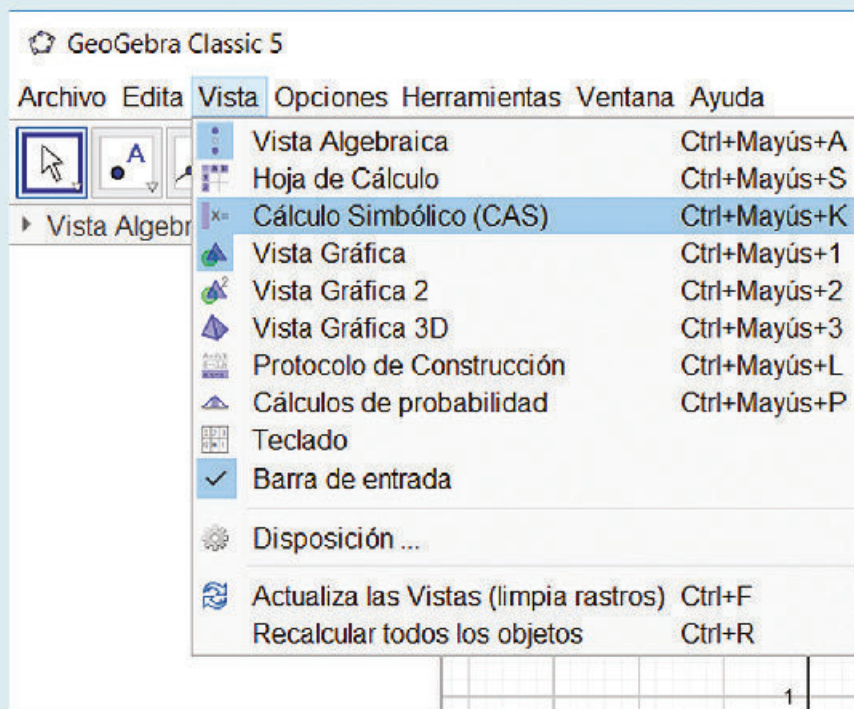 GeoGebra Classic 5
Archivo Edita Vista Opciones Herramientas Ventana Ayuda
A
Vista Algebraica Ctrl+Mayús+A
Hoja de Cálculo Ctrl+Mayús+S
x= Cálculo Simbólico (CAS) Ctrl+Mayús+K
Vista Algebr
Vista Gráfica Ctrl+Mayús+1
2 Vista Gráfica 2 Ctrl+Mayús+2
Vista Gráfica 3D Ctrl+Mayús+3
Protocolo de Construcción Ctrl+Mayús+L
Cálculos de probabilidad Ctrl+Mayús+P
Teclado
Barra de entrada
Disposición ...
Actualiza las Vistas (limpia rastros) Ctrl+F
Recalcular todos los objetos Ctrl+R
1